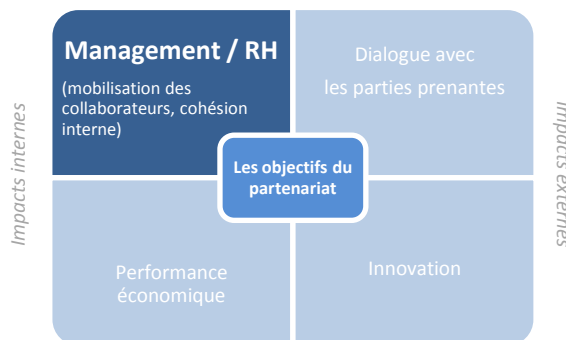 Management / RH
(mobilisation des
collaborateurs, cohésion
interne)
Dialogue avec
les parties prenantes
Impacts internes
Les objectifs du
partenariat
Impacts externes
Performance
économique
Innovation